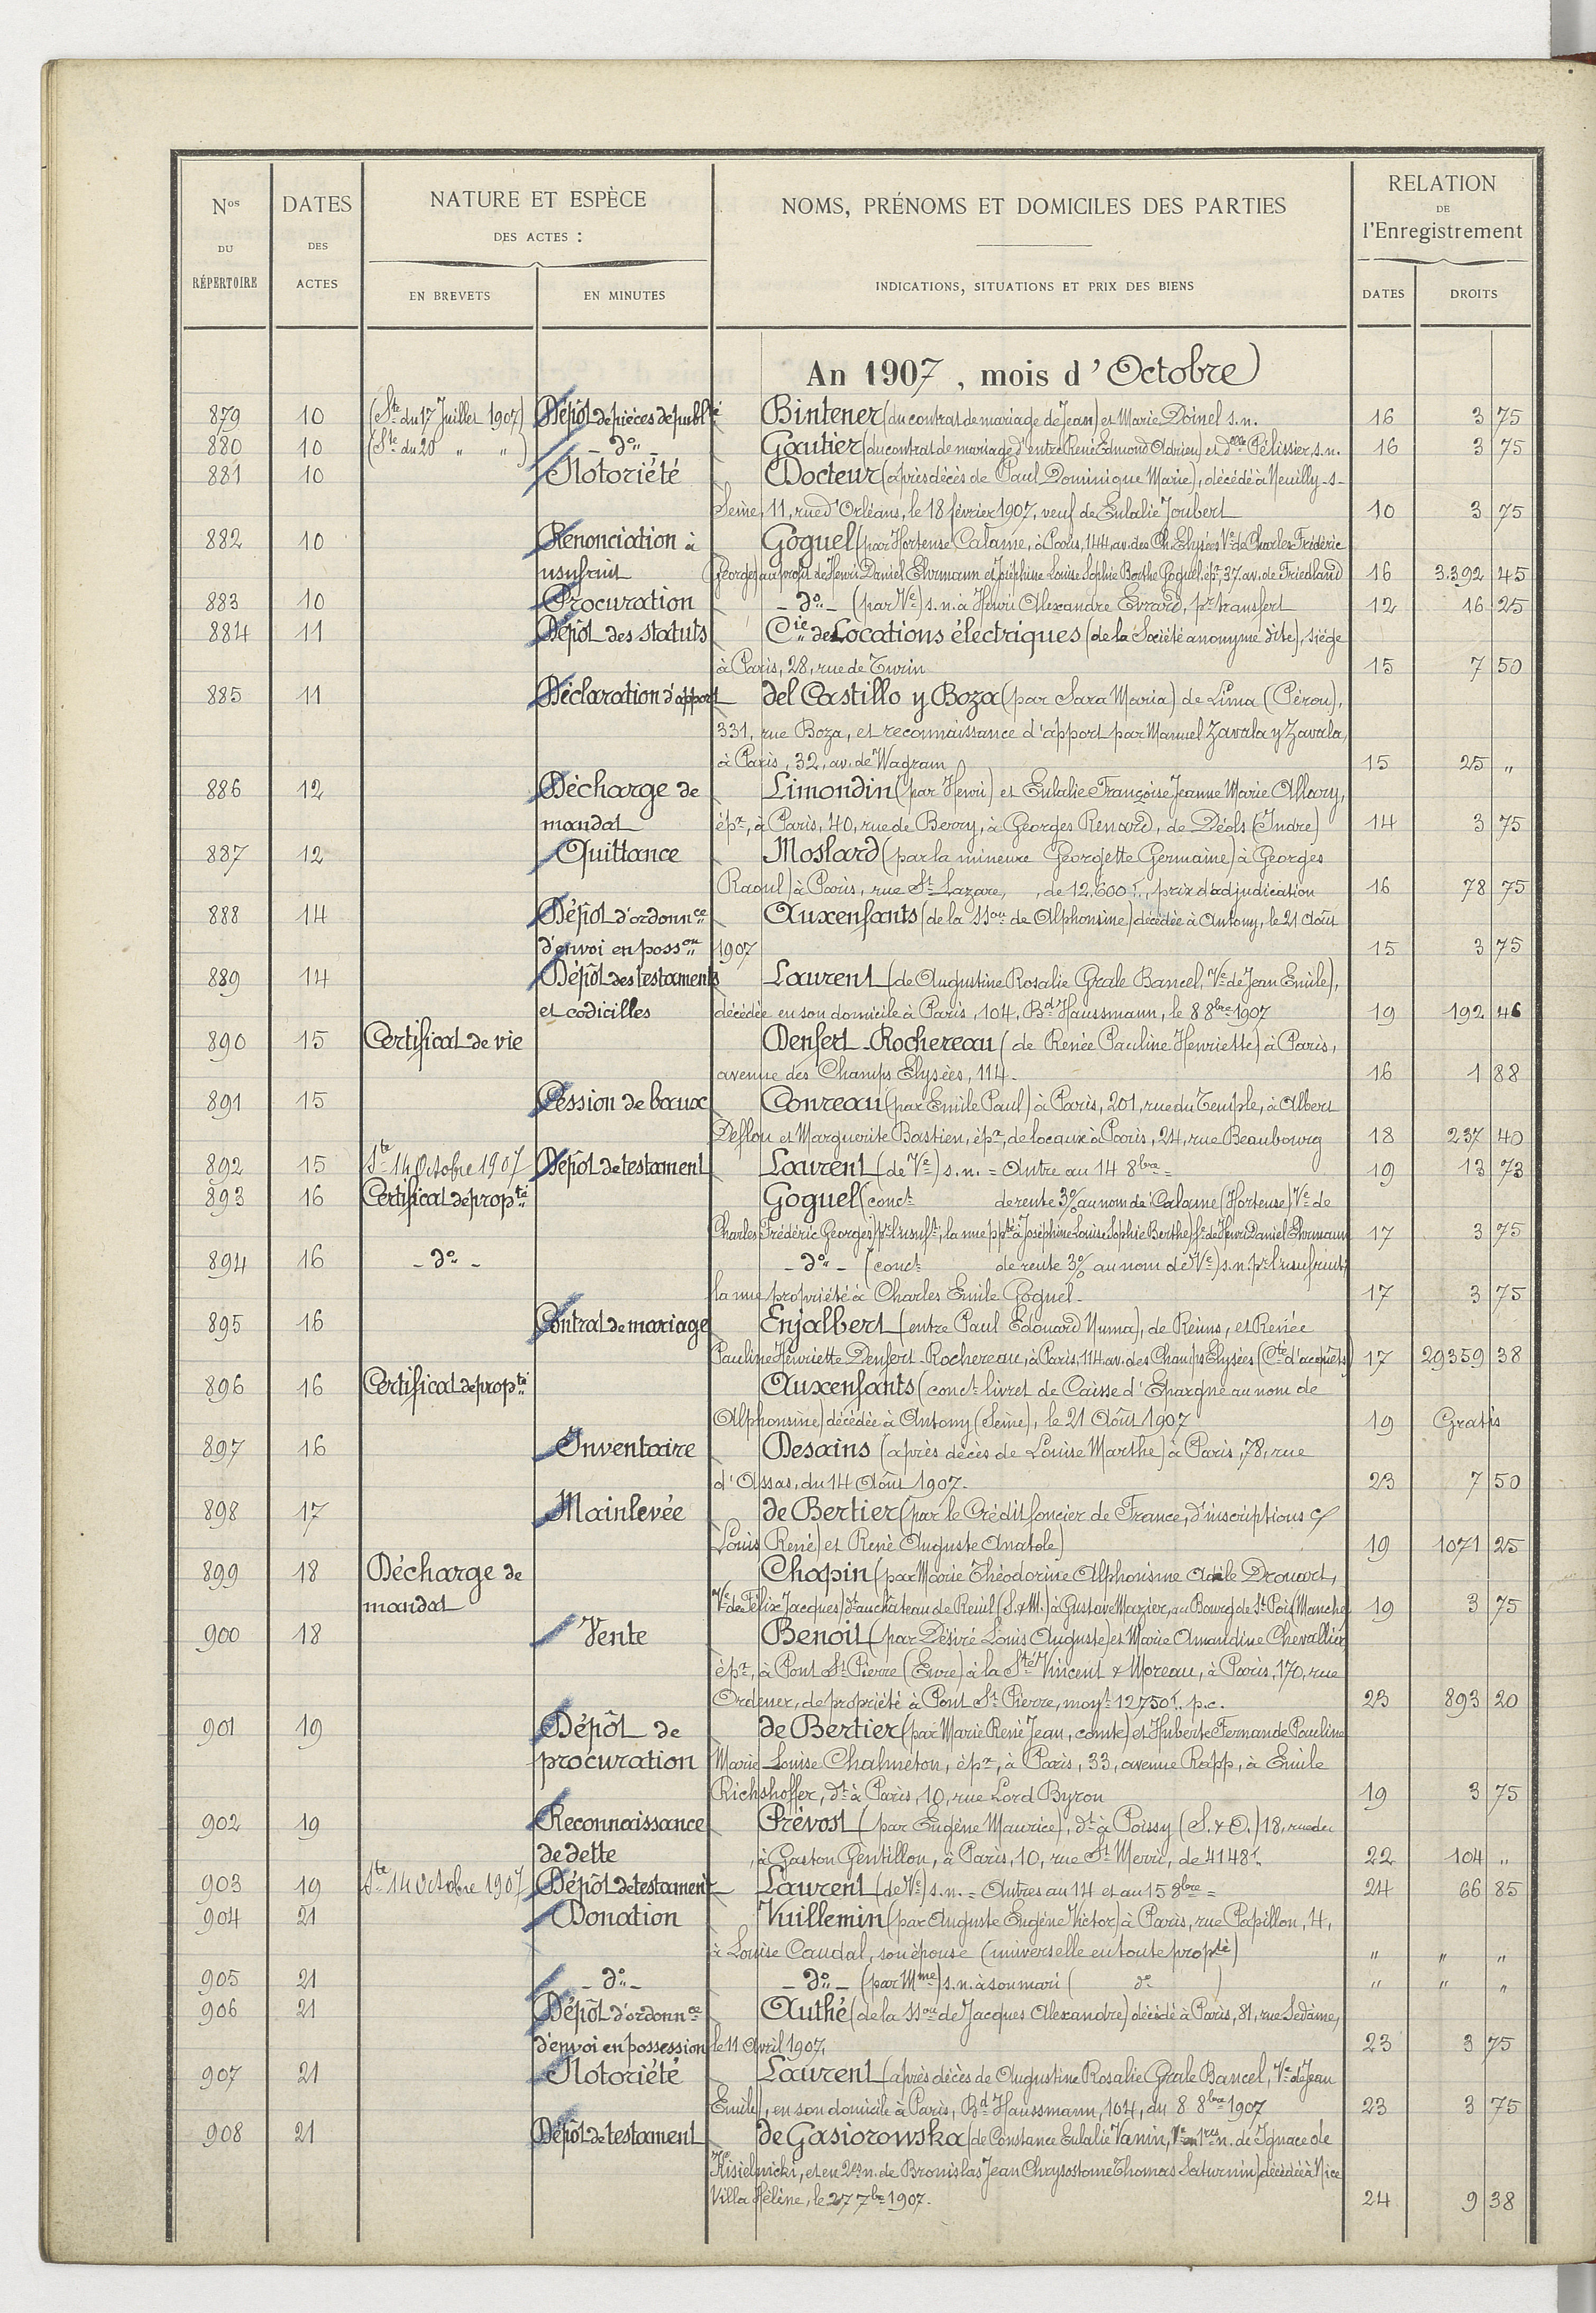 Nos DU RÉPERTOIRE
DATES DES ACTES
NATURE ET ESPÈCE DES ACTES :
EN BREVETS
EN MINUTES
NOMS, PRÉNOMS ET DOMICILES DES PARTIES
INDICATIONS, SITUATIONS ET PRIX DES BIENS
RELATION DE l'Enregistrement
DATES
DROITS
An 1907, mois d'Octobre
879 10 (Ste du 17 Juillet 1907) Dépôt de pièces de publté Bintener (du contrat de mariage de Jean) et Marie Doinel s.n. 16 3 75
880 10 (Ste du 20 " ") - do - Gautier (du contrat de mariage d'entre René Edmond Adrien) et dlle Pélissier, s.n. 16 3 75
881 10 Notoriété Docteur (après décès de Paul Dominique Marie), décédé à Neuilly-s-
Seine, 11, rue d'Orléans, le 18 février 1907, veuf de Eulalie Joubert 10 3 75
882 10 Renonciation à Goguel (par Hortense Calame, à Paris, 144, av. des Ch. Elysées Ve de Charles Frédéric
usufruit Georges) au profit de Henri Daniel Ehrmann et Joséphine Louise Sophie Berthe Goguel, épx, 37, av. de Friedland 16 3.392 45
883 10 Procuration - do - (par Ve) s.n. à Henri Alexandre Evrard, pr transfert 12 16 25
884 11 Dépôt des statuts Cie de Locations électriques (de la Société anonyme dite), siège
à Paris, 28, rue de Turin 15 7 50
885 11 Déclaration d'apport del Castillo y Boza (par Sara Maria) de Lima (Pérou),
331, rue Boza, et reconnaissance d'apport par Manuel Zavala y Zavala,
à Paris, 32, av. de Wagram 15 25 "
886 12 Décharge de Limondin (par Henri) et Eulalie Françoise Jeanne Marie Allary,
mandat épx, à Paris, 40, rue de Berry, à Georges Renard, de Déols (Indre) 14 3 75
887 12 Quittance Moslard (par la mineure Georgette Germaine) à Georges
Raoul) à Paris, rue St Lazare, , de 12.600 f., prix d'adjudication 16 78 75
888 14 Dépôt d'ordonnce Auxenfants (de la sson de Alphonsine) décédée à Antony, le 21 Août
d'envoi en posson 1907 15 3 75
889 14 Dépôt des testaments Laurent (de Augustine Rosalie Grale Bancel, Ve de Jean Emile),
et codicilles décédée en son domicile à Paris, 104, Bd Haussmann, le 8 8bre 1907 19 192 46
890 15 Certificat de vie Denfert-Rochereau (de Renée Pauline Henriette) à Paris,
avenue des Champs Elysées, 114. 16 1 88
891 15 Cession de baux Conreau (par Emile Paul) à Paris, 201, rue du Temple, à Albert
Deflou et Marguerite Bastien, épx, de locaux à Paris, 24, rue Beaubourg 18 237 40
892 15 Ste 14 Octobre 1907 Dépôt de testament Laurent (de Ve) s.n. = Autre au 14 8bre = 19 13 73
893 16 Certificat de propté Goguel (conct de rente 3% au nom de Calame (Hortense) Ve de
Charles Frédéric Georges) pr l'usuft, la nue ppté à Joséphine Louise Sophie Berthe) fe de Henri Daniel Ehrmann 17 3 75
894 16 - do - - do - (conct de rente 3% au nom de Ve) s.n. pr l'usufruit,
la nue propriété à Charles Emile Goguel. 17 3 75
895 16 Contrat de mariage Enjalbert (entre Paul Edouard Numa), de Reims, et Renée
Pauline Henriette Denfert-Rochereau, à Paris, 114, av. des Champs Elysées (Cté d'acquêts) 17 29359 38
896 16 Certificat de propté Auxenfants (conct livret de Caisse d'Epargne au nom de
Alphonsine) décédée à Antony (Seine), le 21 Août 1907 19 Gratis
897 16 Inventaire Desains (après décès de Louise Marthe) à Paris, 78, rue
d'Assas, du 14 Août 1907. 23 7 50
898 17 Mainlevée de Bertier (par le Crédit foncier de France, d'inscriptions c/
Louis René) et René Auguste Anatole) 19 1071 25
899 18 Décharge de Chapin (par Marie Théodorine Alphonsine Drouart,
mandat Ve de Félix Jacques) dt au château de Reuil (S. & M.) à Gustave Mazier, au Bourg de St Pois (Manche 19 3 75
900 18 Vente Benoit (par Désiré Louis Auguste) et Marie Amandine Chevallier
épx, à Pont St Pierre (Eure) à la Sté Vincent & Moreau, à Paris, 170, rue
Ordener, de propriété à Pont St Pierre, moyt 12750 f. p.c. 23 893 20
901 19 Dépôt de de Bertier (par Marie René Jean, comte) et Huberte Fernande Pauline
procuration Marie Louise Chalmeton, épx, à Paris, 33, avenue Rapp, à Emile
Richshoffer, dt à Paris, 10, rue Lord Byron 19 3 75
902 19 Reconnaissance Prévost (par Eugène Maurice), dt à Poissy (S. & O.) 18, rue du
de dette , à Gaston Gentillon, à Paris, 10, rue St Merri, de 4148 f. 22 104 "
903 19 Ste 14 Octobre 1907 Dépôt de testament Laurent (de Ve) s.n. = Autres au 14 et au 15 8bre = 24 66 85
904 21 Donation Vuillemin (par Auguste Eugène Victor) à Paris, rue Papillon, 4,
à Louise Caudal, son épouse (universelle en toute propté) " " "
905 21 - do - - do - (par Mme) s.n. à son mari ( do ) " " "
906 21 Dépôt d'ordonnce Authé (de la sson de Jacques Alexandre) décédé à Paris, 81, rue Sedaine,
d'envoi en possession le 11 Avril 1907, 23 3 75
907 21 Notoriété Laurent (après décès de Augustine Rosalie Grale Bancel, Ve de Jean
Emile), en son domicile à Paris, Bd Haussmann, 104, du 8 8bre 1907 23 3 75
908 21 Dépôt de testament de Gasiorowska (de Constance Eulalie Vanin, Ve en 1res n. de Ignace de
Kisielnicki, et en 2es n. de Bronislas Jean Chrysostome Thomas Saturnin) décédée à Nice
Villa Hélène, le 27 7bre 1907. 24 9 38